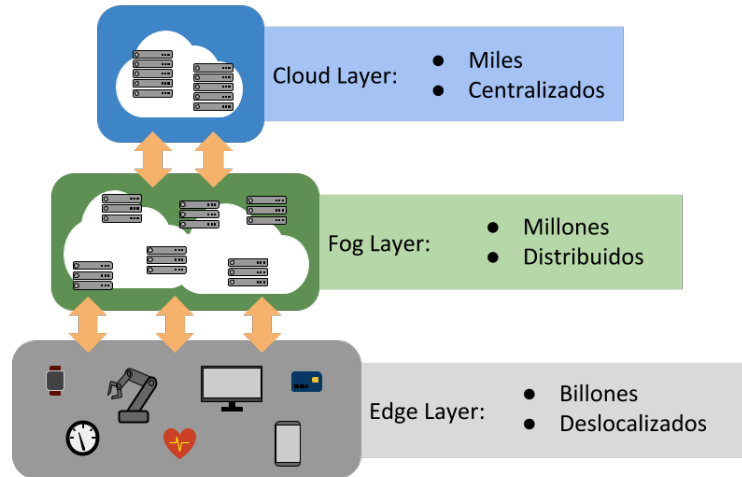 Cloud Layer:
● Miles
● Centralizados
Fog Layer:
● Millones
● Distribuidos
Edge Layer:
● Billones
● Deslocalizados